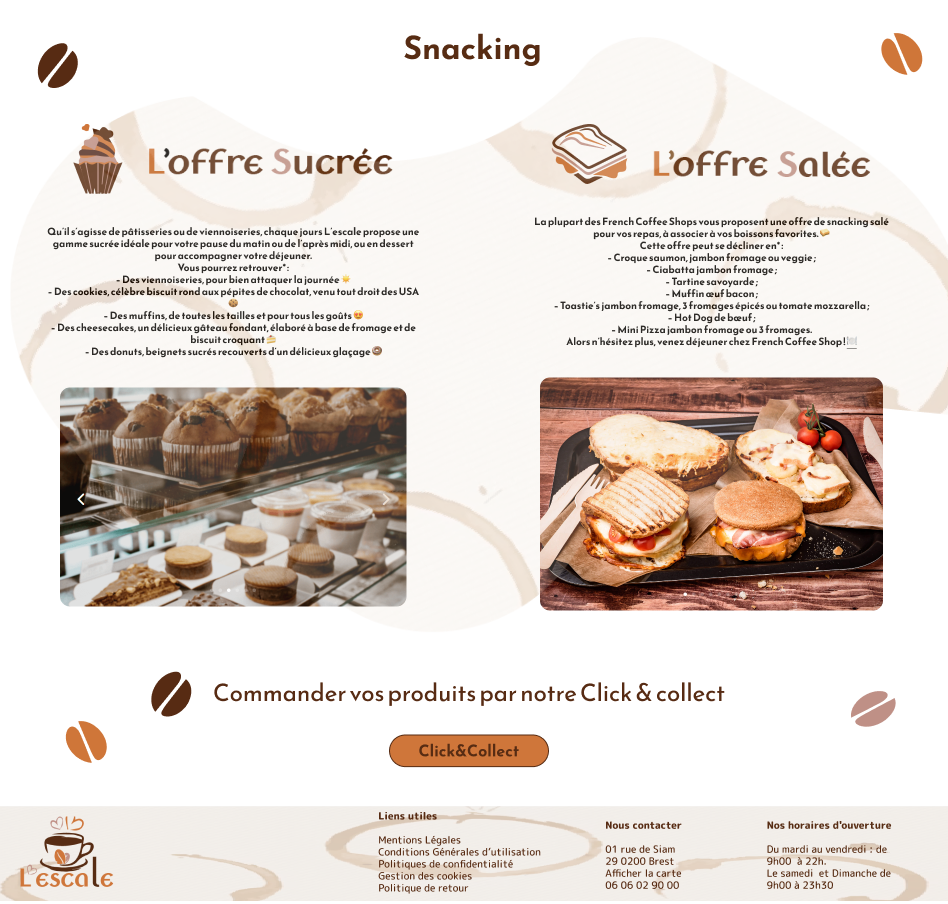 Snacking
L'offre Sucrée
Qu'il s'agisse de pâtisseries ou de viennoiseries, chaque jours L'escale propose une
gamme sucrée idéale pour votre pause du matin ou de l'après midi, ou en dessert
pour accompagner votre déjeuner.
Vous pourrez retrouver* :
- Des viennoiseries, pour bien attaquer la journée ☀️
- Des cookies, célèbre biscuit rond aux pépites de chocolat, venu tout droit des USA
🍪
- Des muffins, de toutes les tailles et pour tous les goûts 😍
- Des cheesecakes, un délicieux gâteau fondant, élaboré à base de fromage et de
biscuit croquant 🍰
- Des donuts, beignets sucrés recouverts d'un délicieux glaçage 🍩
L'offre Salée
La plupart des French Coffee Shops vous proposent une offre de snacking salé
pour vos repas, à associer à vos boissons favorites. 🥪
Cette offre peut se décliner en* :
- Croque saumon, jambon fromage ou veggie ;
- Ciabatta jambon fromage ;
- Tartine savoyarde ;
- Muffin œuf bacon ;
- Toastie's jambon fromage, 3 fromages épicés ou tomate mozzarella ;
- Hot Dog de bœuf ;
- Mini Pizza jambon fromage ou 3 fromages.
Alors n'hésitez plus, venez déjeuner chez French Coffee Shop ! 🍽️
Commander vos produits par notre Click & collect
Click&Collect
L'escale
Liens utiles
Mentions Légales
Conditions Générales d'utilisation
Politiques de confidentialité
Gestion des cookies
Politique de retour
Nous contacter
01 rue de Siam
29 0200 Brest
Afficher la carte
06 06 02 90 00
Nos horaires d'ouverture
Du mardi au vendredi : de
9h00 à 22h.
Le samedi et Dimanche de
9h00 à 23h30